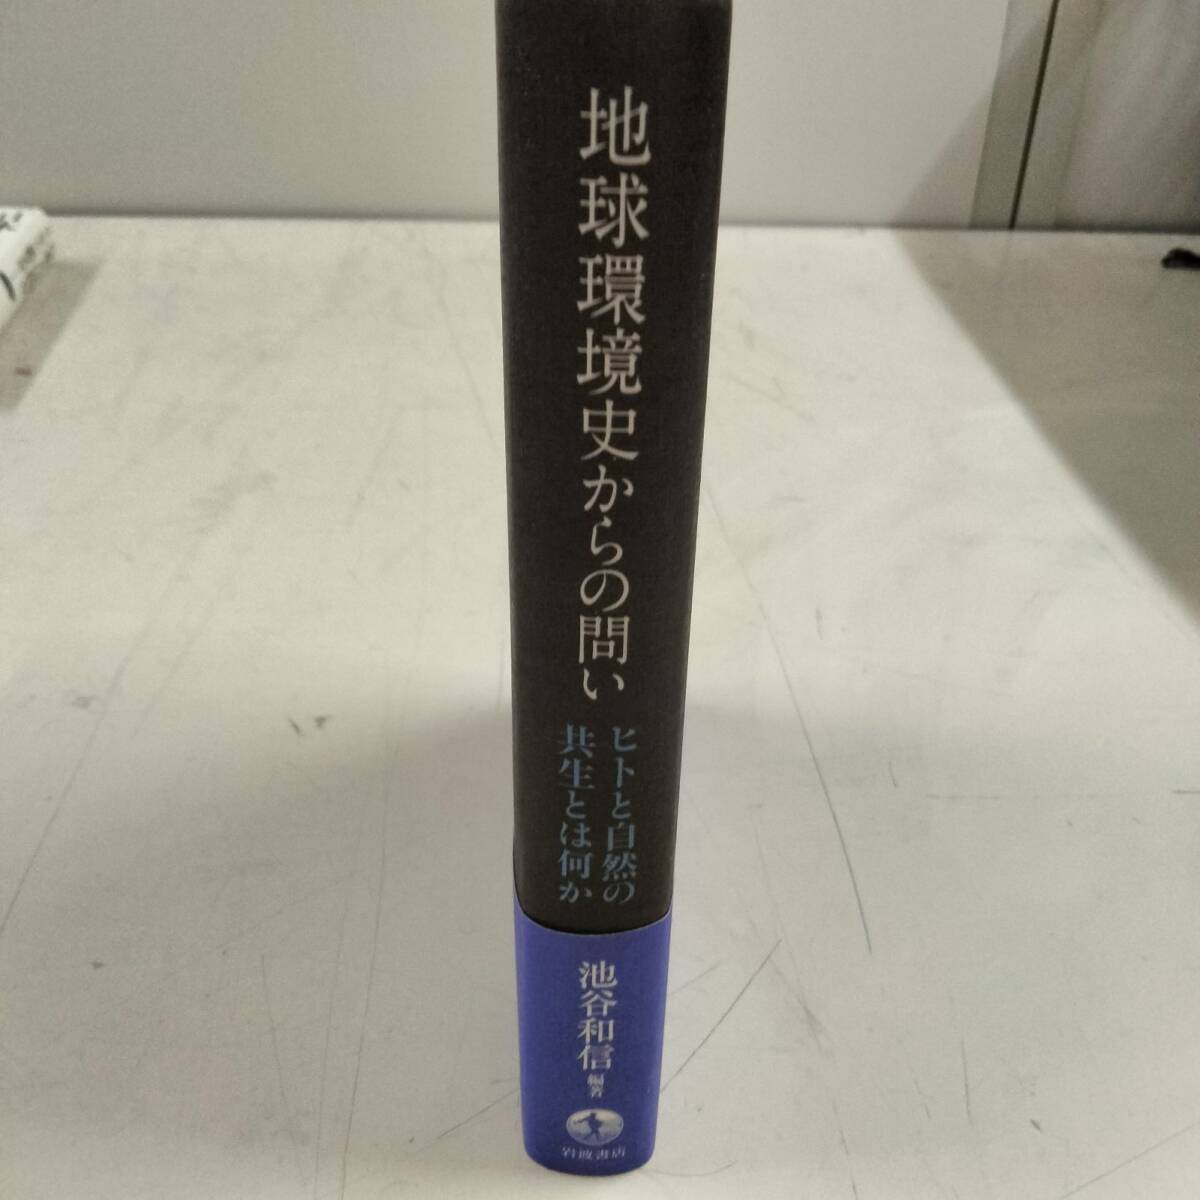 地球環境史からの問い
ヒトと自然の
共生とは何か
池谷和信
編著
岩波書店